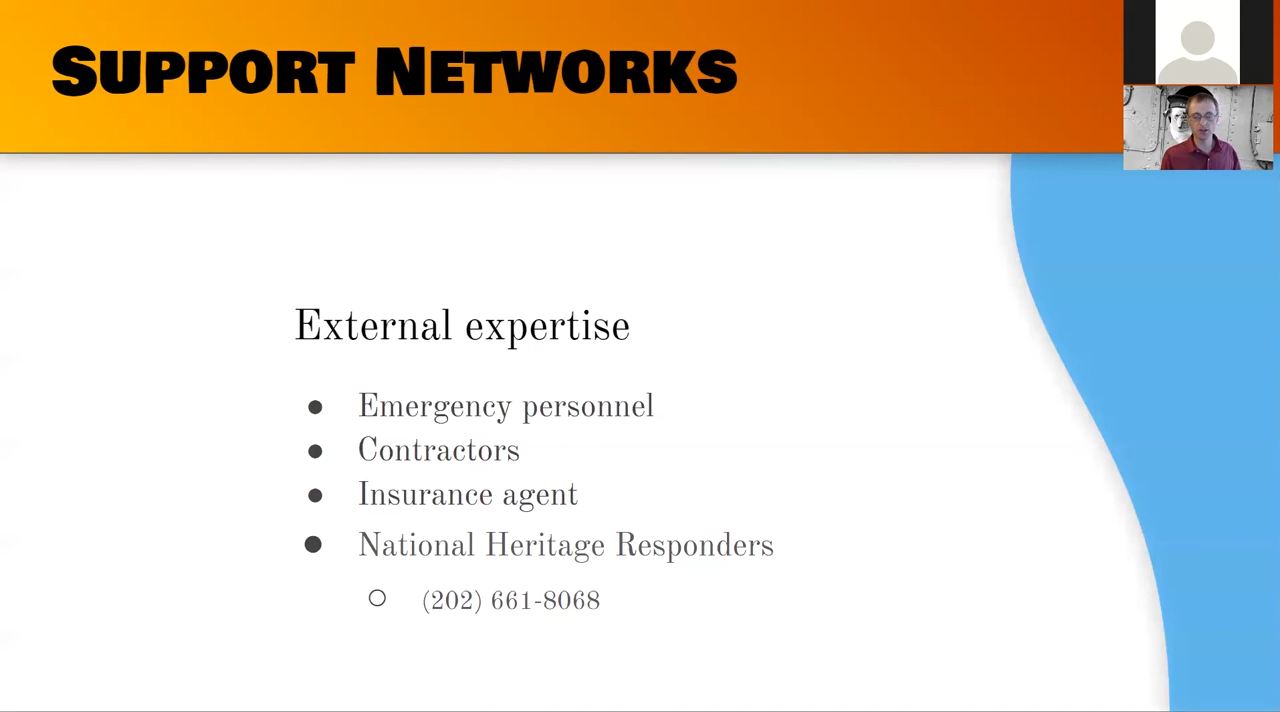 Support Networks
External expertise
● Emergency personnel
● Contractors
● Insurance agent
● National Heritage Responders
○ (202) 661-8068